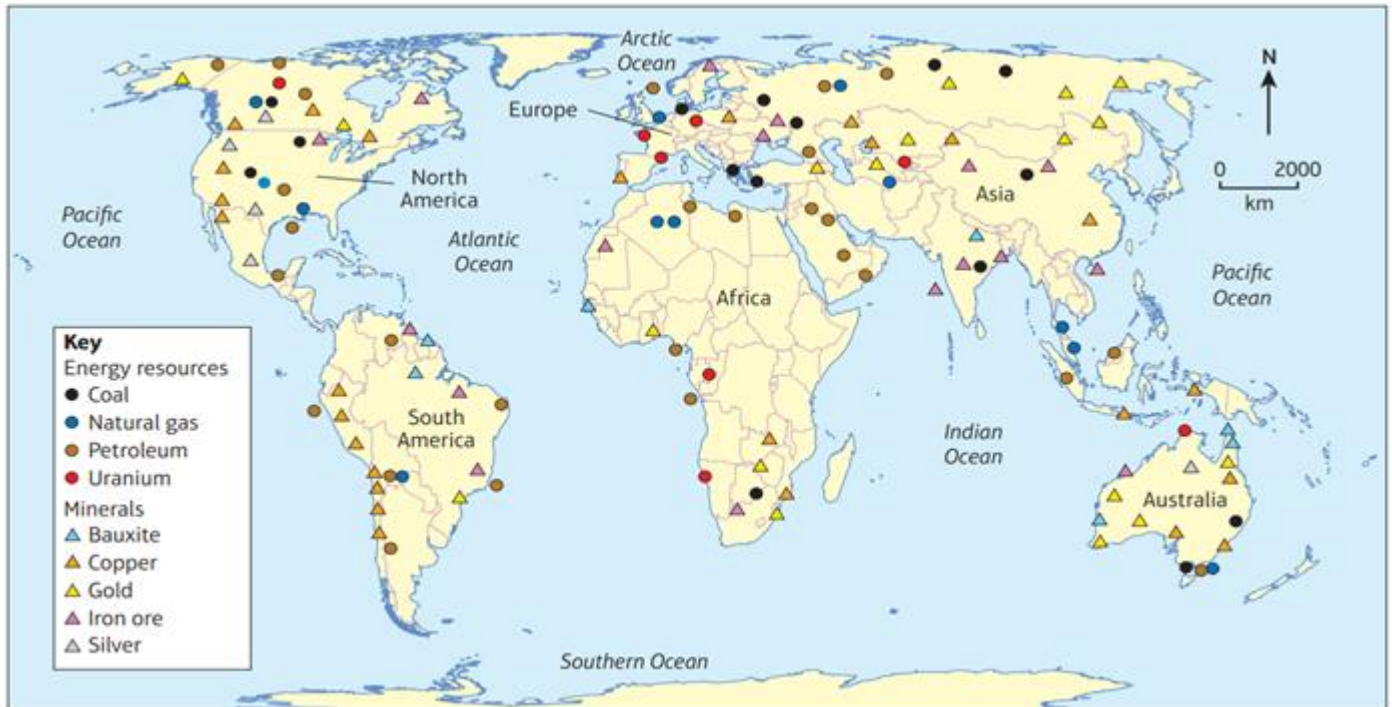 Arctic
Ocean
N
Europe
0 2000
km
North
America
Asia
Pacific
Ocean
Atlantic
Ocean
Pacific
Ocean
Africa
Key
Energy resources
Coal
Natural gas
Petroleum
Uranium
Minerals
Bauxite
Copper
Gold
Iron ore
Silver
South
America
Indian
Ocean
Australia
Southern Ocean